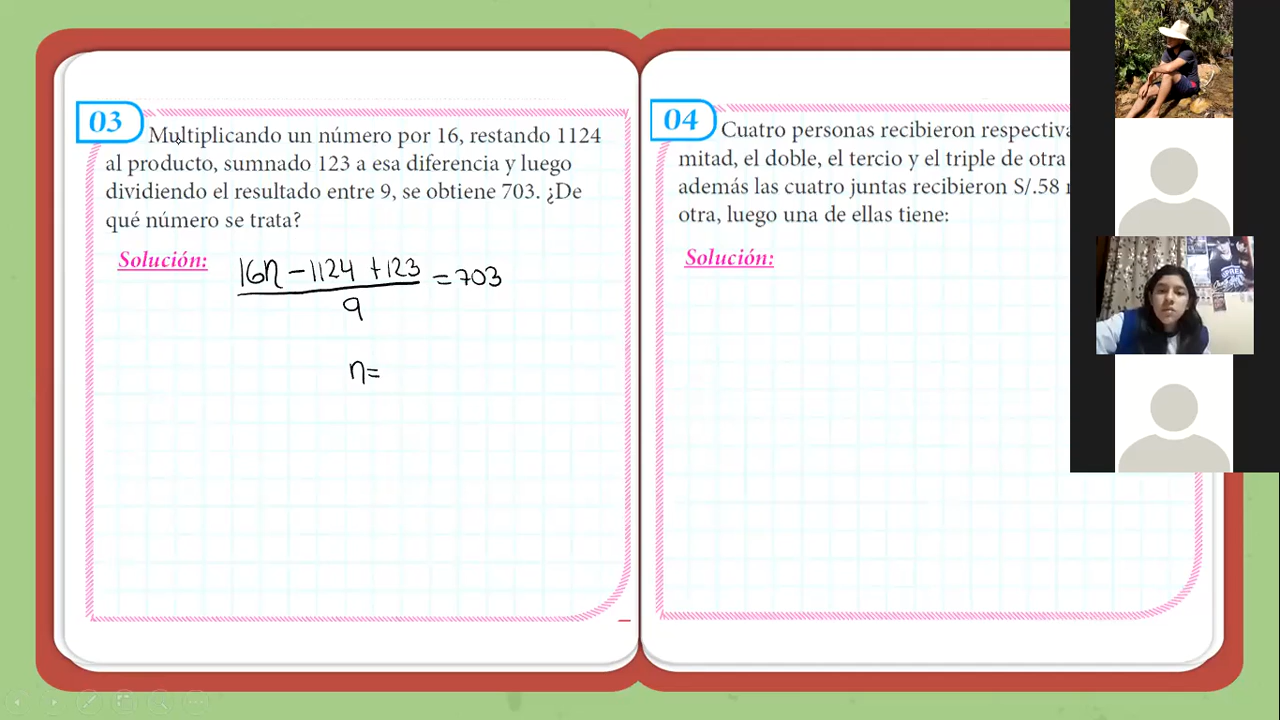 03
Multiplicando un número por 16, restando 1124
al producto, sumnado 123 a esa diferencia y luego
dividiendo el resultado entre 9, se obtiene 703. ¿De
qué número se trata?
Solución:
16n - 1124 + 123 = 703
9
n=
04
Cuatro personas recibieron respectiva
mitad, el doble, el tercio y el triple de otra
además las cuatro juntas recibieron S/.58
otra, luego una de ellas tiene:
Solución: